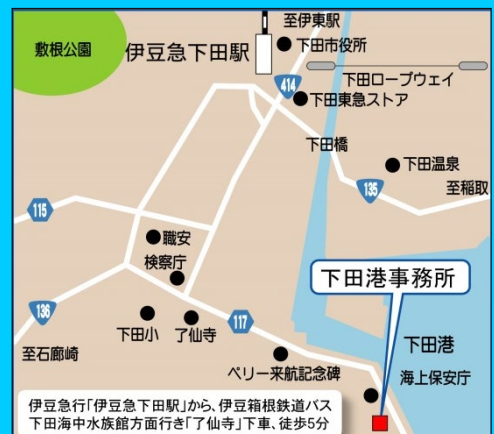 至伊東駅
敷根公園
伊豆急下田駅
下田市役所
下田ロープウェイ
414
下田東急ストア
下田橋
下田温泉
135
至稲取
115
職安
検察庁
下田港事務所
136
下田小
了仙寺
117
下田港
至石廊崎
ペリー来航記念碑
海上保安庁
伊豆急行「伊豆急下田駅」から、伊豆箱根鉄道バス
下田海中水族館方面行き「了仙寺」下車、徒歩5分